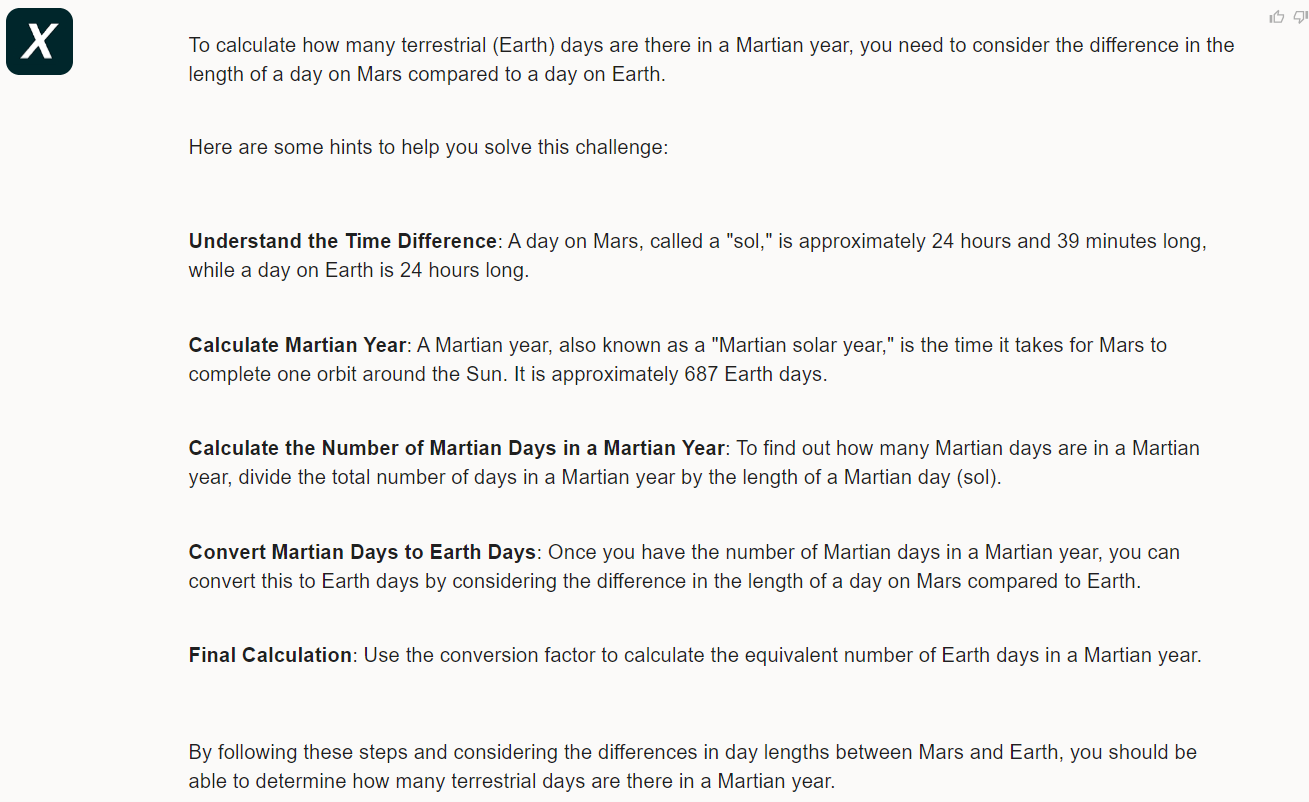 X
To calculate how many terrestrial (Earth) days are there in a Martian year, you need to consider the difference in the
length of a day on Mars compared to a day on Earth.
Here are some hints to help you solve this challenge:
Understand the Time Difference: A day on Mars, called a "sol," is approximately 24 hours and 39 minutes long,
while a day on Earth is 24 hours long.
Calculate Martian Year: A Martian year, also known as a "Martian solar year," is the time it takes for Mars to
complete one orbit around the Sun. It is approximately 687 Earth days.
Calculate the Number of Martian Days in a Martian Year: To find out how many Martian days are in a Martian
year, divide the total number of days in a Martian year by the length of a Martian day (sol).
Convert Martian Days to Earth Days: Once you have the number of Martian days in a Martian year, you can
convert this to Earth days by considering the difference in the length of a day on Mars compared to Earth.
Final Calculation: Use the conversion factor to calculate the equivalent number of Earth days in a Martian year.
By following these steps and considering the differences in day lengths between Mars and Earth, you should be
able to determine how many terrestrial days are there in a Martian year.